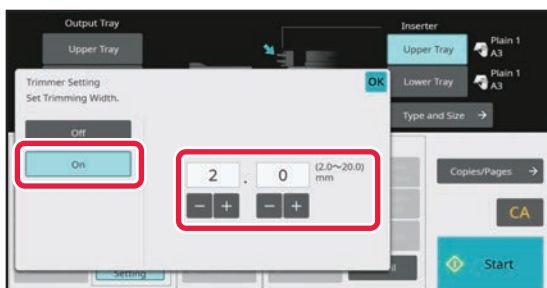 Output Tray
Inserter
Upper Tray
Upper Tray
Plain 1
A3
Lower Tray
Plain 1
A3
Trimmer Setting
OK
Set Trimming Width.
Type and Size
Off
On
2 . 0 (2.0~20.0)
mm
Copies/Pages
− + − +
CA
Setting
Start